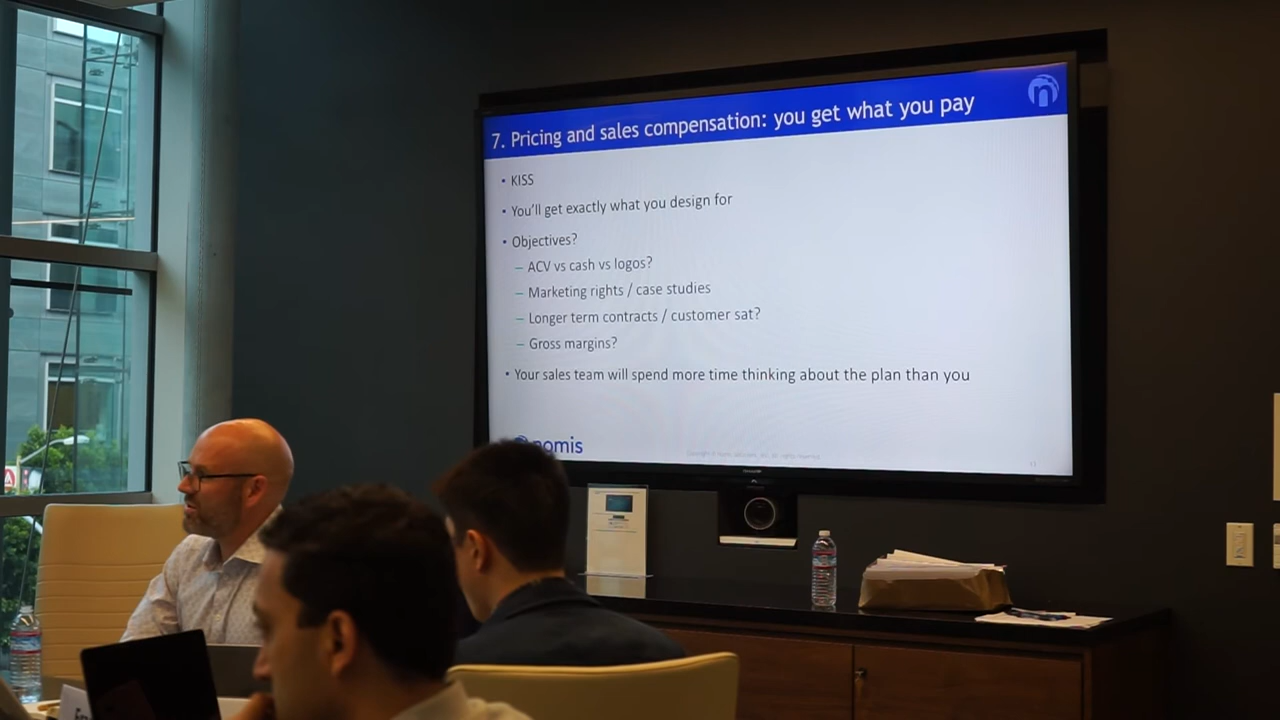 7. Pricing and sales compensation: you get what you pay
n
• KISS
• You'll get exactly what you design for
• Objectives?
– ACV vs cash vs logos?
– Marketing rights / case studies
– Longer term contracts / customer sat?
– Gross margins?
• Your sales team will spend more time thinking about the plan than you
nomis